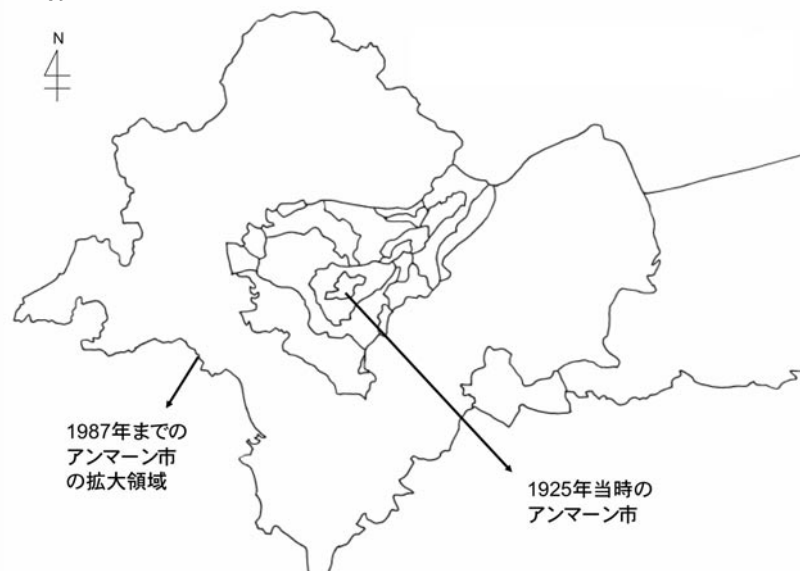 N
1987年までの
アンマーン市
の拡大領域
1925年当時の
アンマーン市